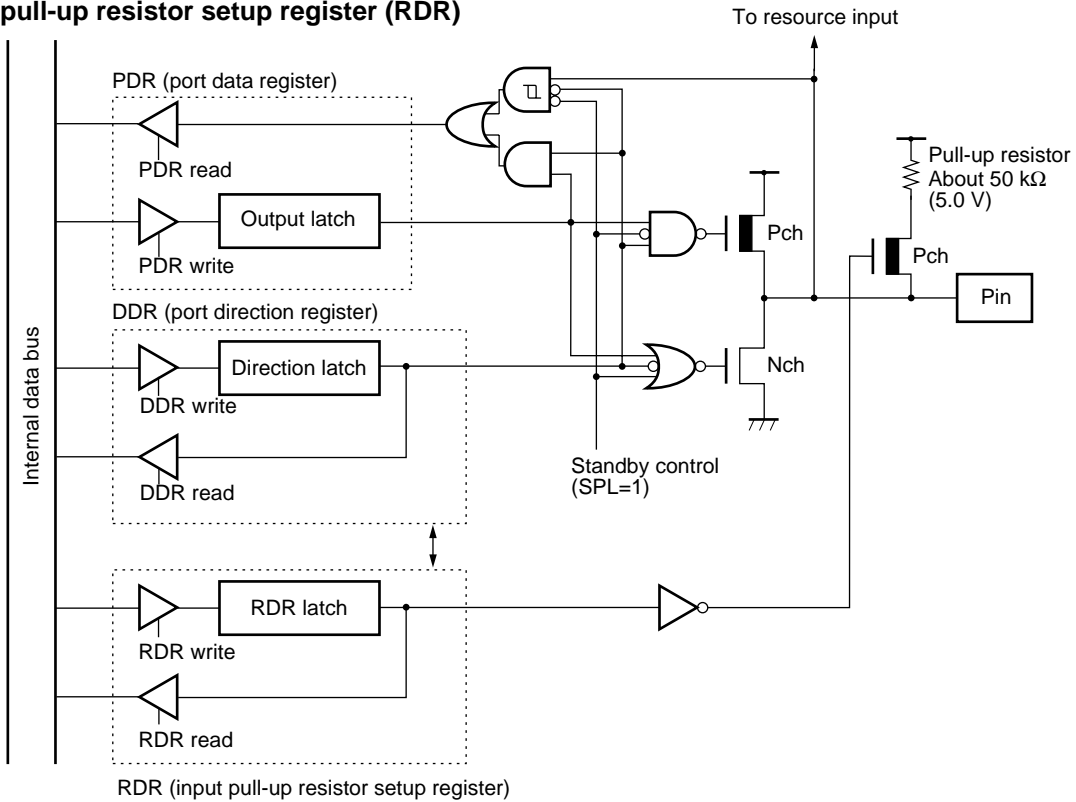 pull-up resistor setup register (RDR)
To resource input
PDR (port data register)
PDR read
Output latch
PDR write
Pch
Pull-up resistor
About 50 kΩ
(5.0 V)
Pch
Pin
DDR (port direction register)
Direction latch
DDR write
Nch
DDR read
Standby control
(SPL=1)
Internal data bus
RDR latch
RDR write
RDR read
RDR (input pull-up resistor setup register)